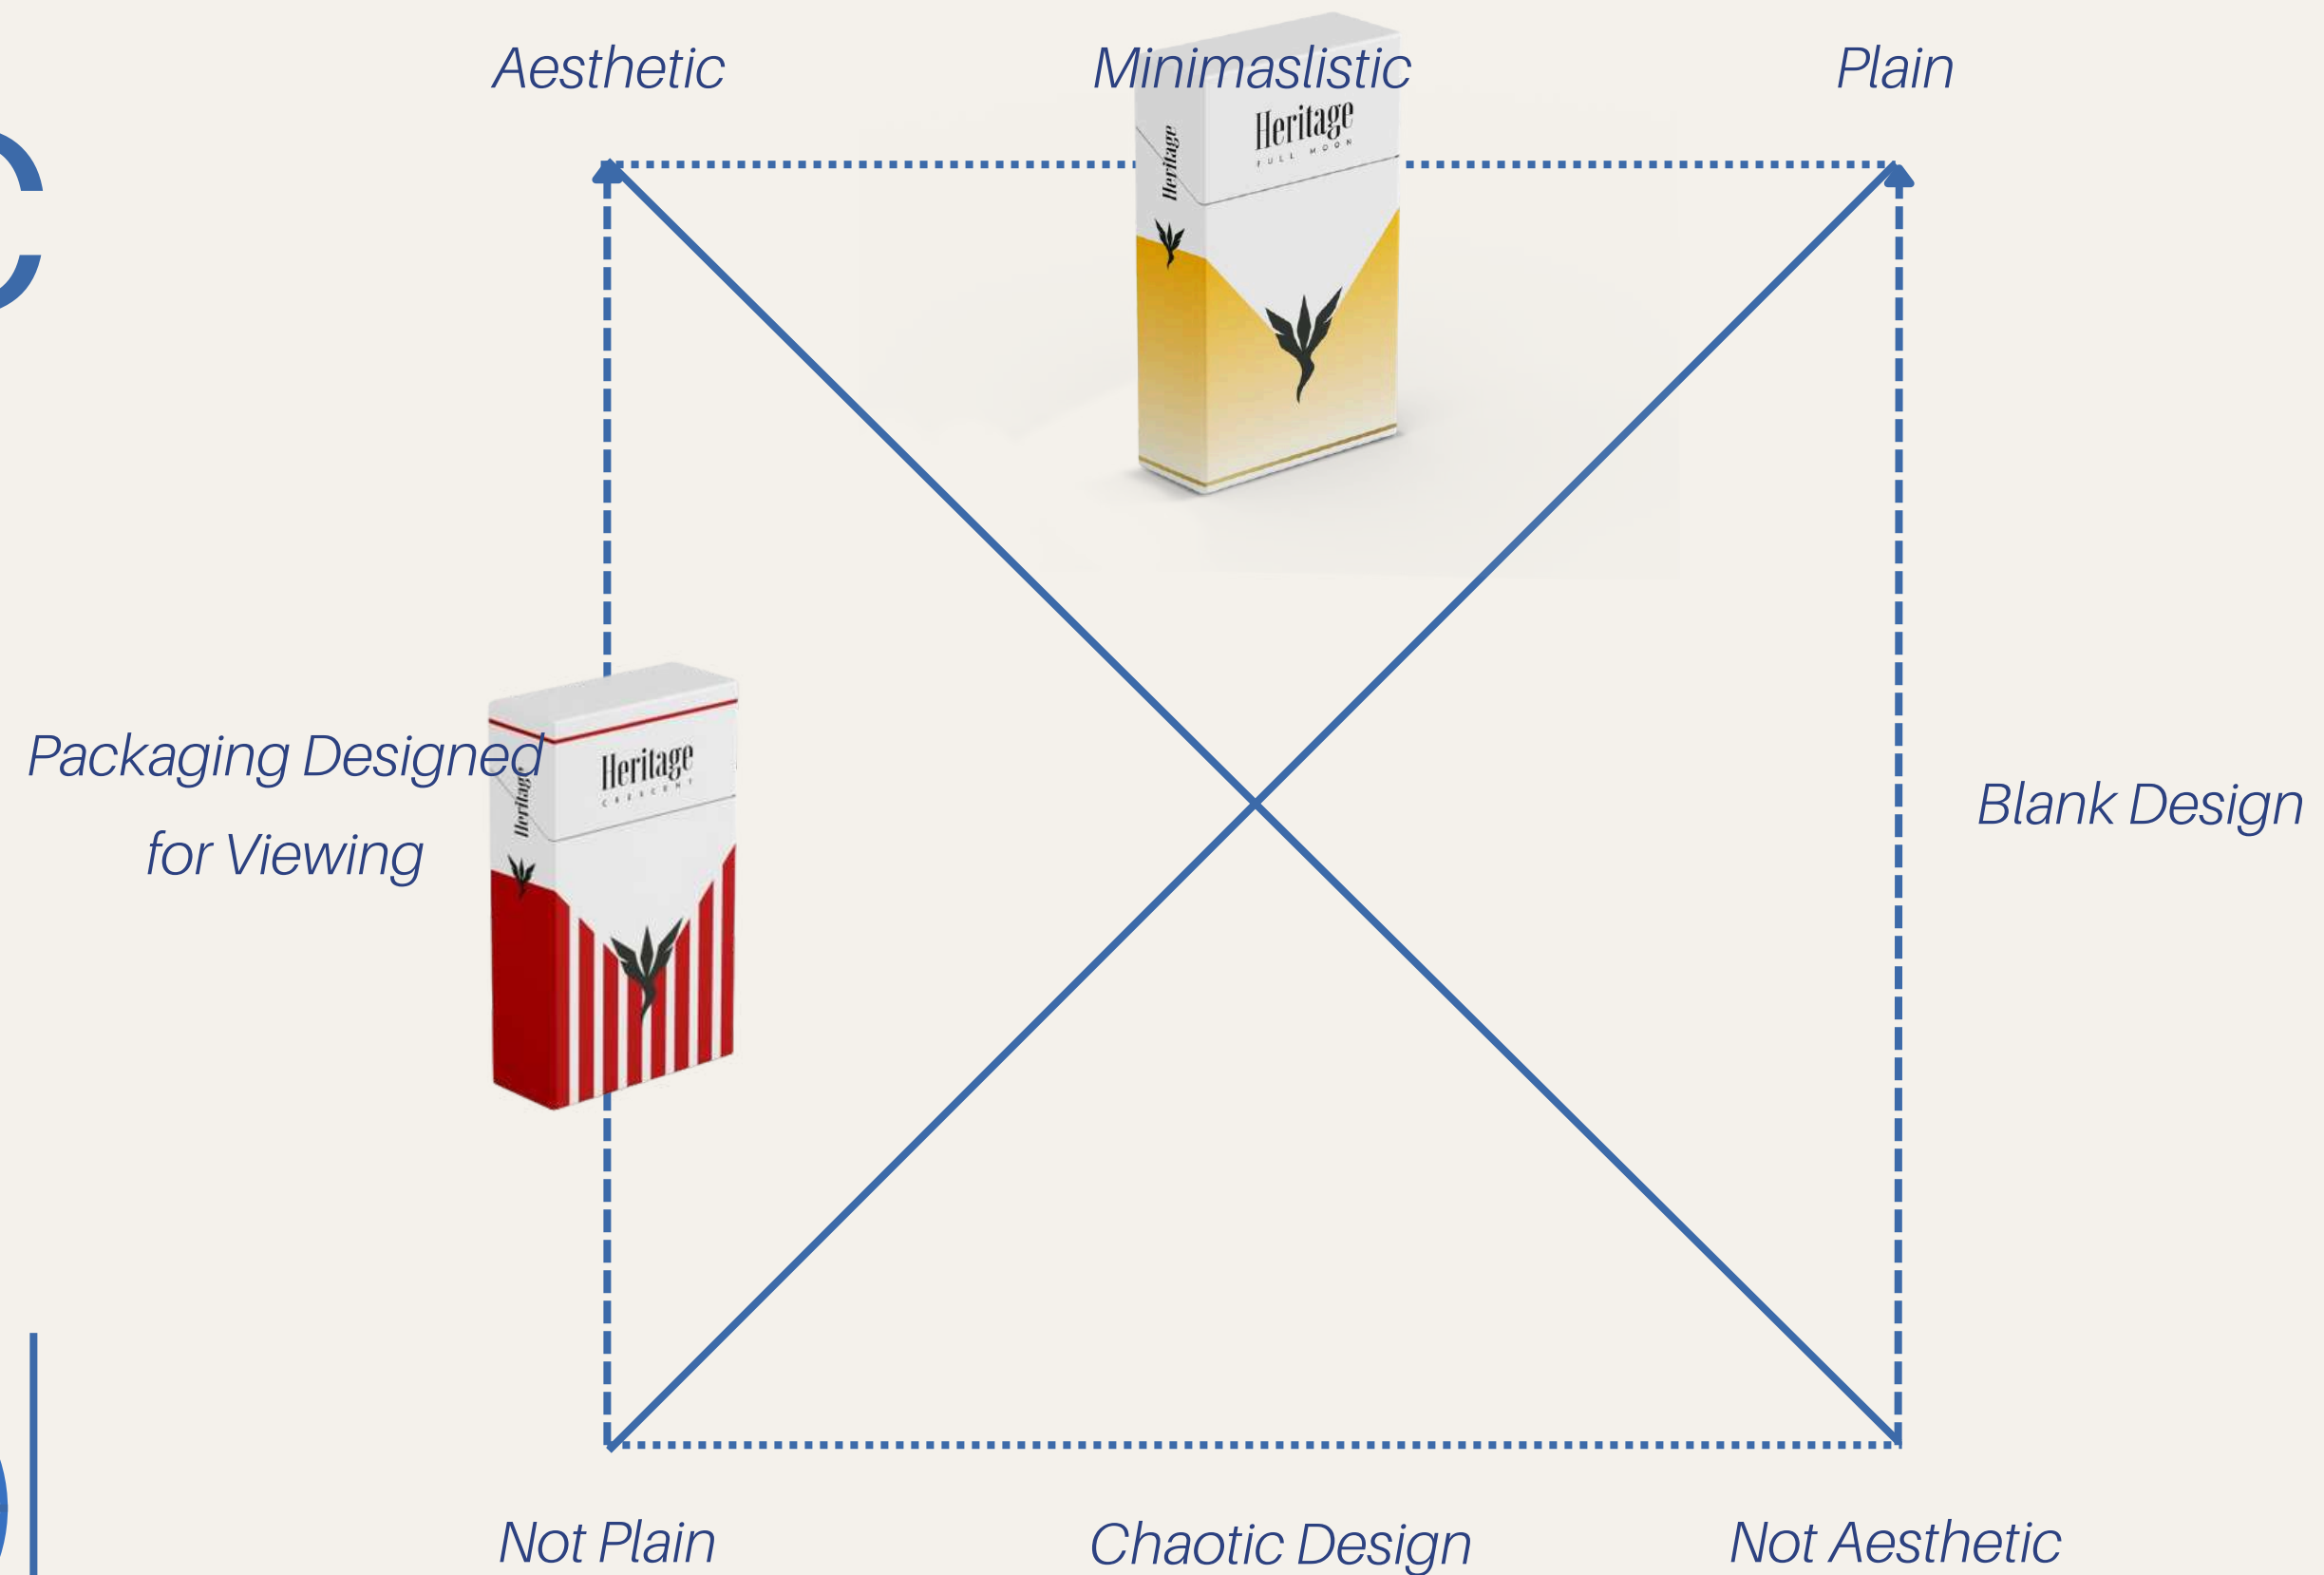 Aesthetic
Minimaslistic
Plain
Heritage
FULL MOON
Heritage
Packaging Designed
for Viewing
Heritage
CRESCENT
Heritage
Blank Design
Not Plain
Chaotic Design
Not Aesthetic